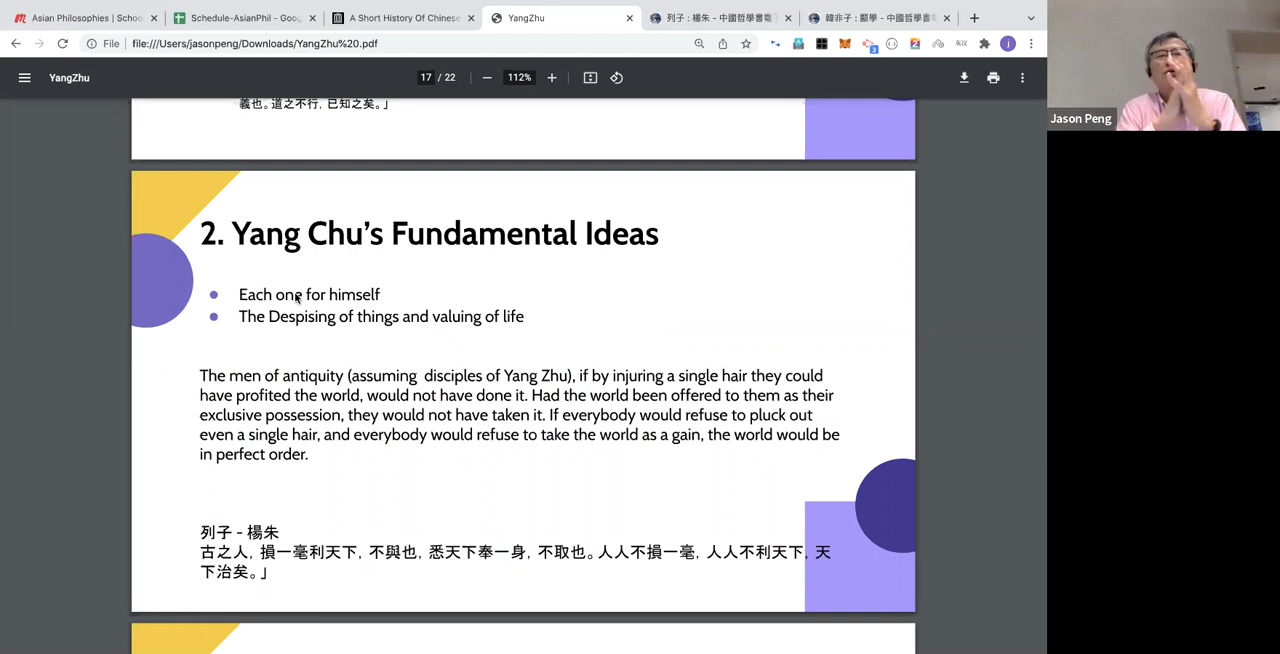 Asian Philosophies | Schoo
Schedule-AsianPhil - Goog
A Short History Of Chinese
YangZhu
列子 : 楊朱 - 中國哲學書電子
韓非子 : 顯學 - 中國哲學書電
File
file:///Users/jasonpeng/Downloads/YangZhu%20.pdf
YangZhu
17 / 22
112%
Jason Peng
義也。道之不行, 已知之矣。」
2. Yang Chu's Fundamental Ideas
Each one for himself
The Despising of things and valuing of life
The men of antiquity (assuming disciples of Yang Zhu), if by injuring a single hair they could
have profited the world, would not have done it. Had the world been offered to them as their
exclusive possession, they would not have taken it. If everybody would refuse to pluck out
even a single hair, and everybody would refuse to take the world as a gain, the world would be
in perfect order.
列子 - 楊朱
古之人, 損一毫利天下, 不與也, 悉天下奉一身, 不取也。人人不損一毫, 人人不利天下, 天
下治矣。」